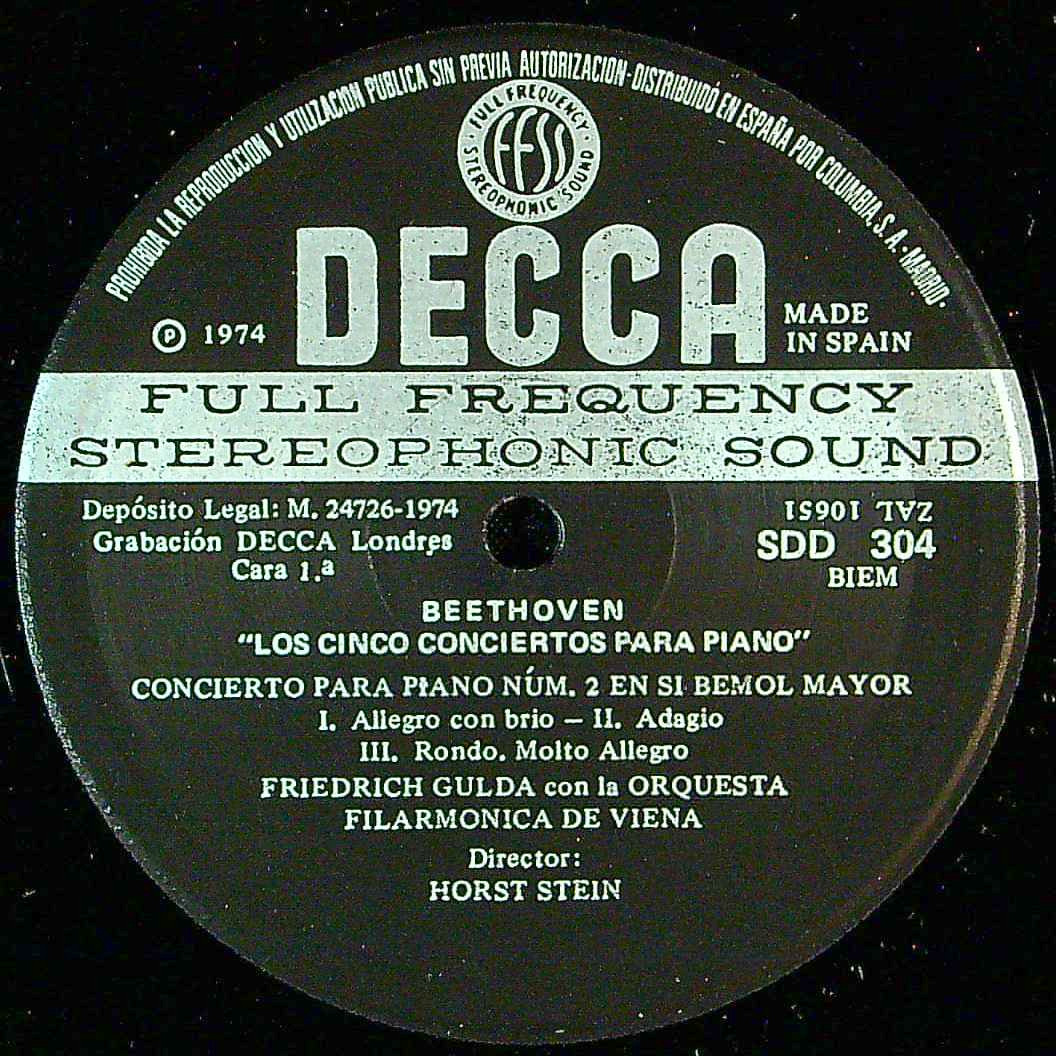 PROHIBIDA LA REPRODUCCION Y UTILIZACION PUBLICA SIN PREVIA AUTORIZACION·DISTRIBUIDO EN ESPAÑA POR COLUMBIA, S. A.·MADRID·
·FULL FREQUENCY·
STEREOPHONIC SOUND
FFSS
DECCA
Ⓟ 1974
MADE
IN SPAIN
FULL FREQUENCY
STEREOPHONIC SOUND
Depósito Legal: M. 24726-1974
Grabación DECCA Londres
Cara 1.ª
ZAL 10651
SDD 304
BIEM
BEETHOVEN
"LOS CINCO CONCIERTOS PARA PIANO"
CONCIERTO PARA PIANO NÚM. 2 EN SI BEMOL MAYOR
I. Allegro con brio — II. Adagio
III. Rondo. Molto Allegro
FRIEDRICH GULDA con la ORQUESTA
FILARMONICA DE VIENA
Director:
HORST STEIN